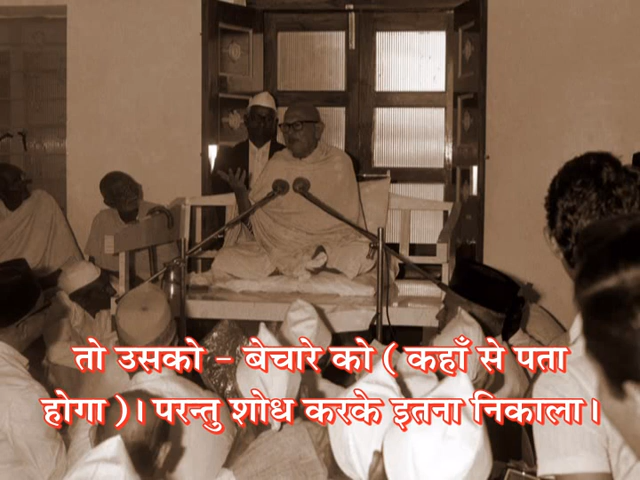 तो उसको - बेचारे को ( कहाँ से पता
होगा ) । परन्तु शोध करके इतना निकाला ।